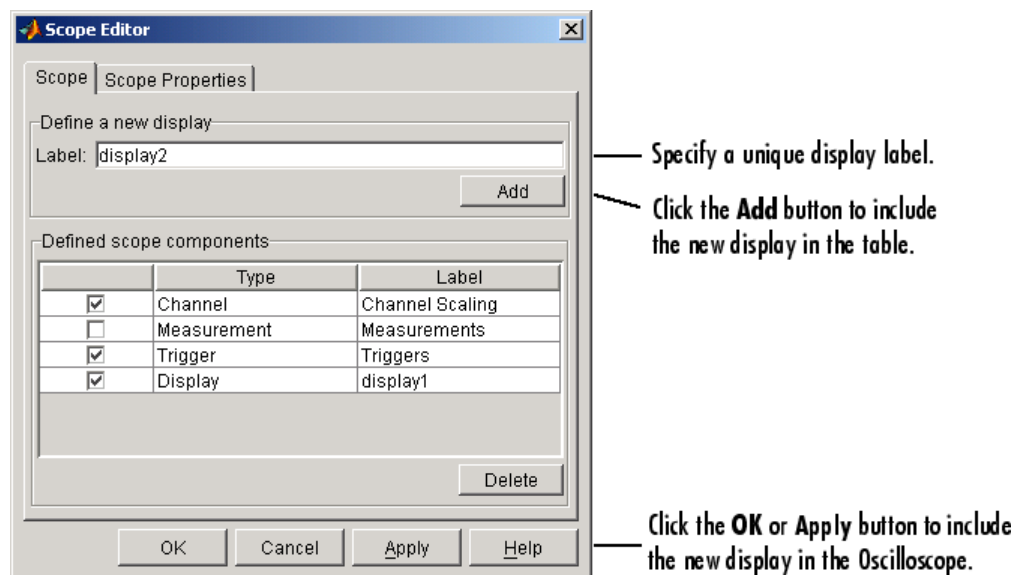 Scope Editor
Scope
Scope Properties
Define a new display
Label: display2
Add
Specify a unique display label.
Click the Add button to include
the new display in the table.
Defined scope components
Type Label
Channel Channel Scaling
Measurement Measurements
Trigger Triggers
Display display1
Delete
OK Cancel Apply Help
Click the OK or Apply button to include
the new display in the Oscilloscope.